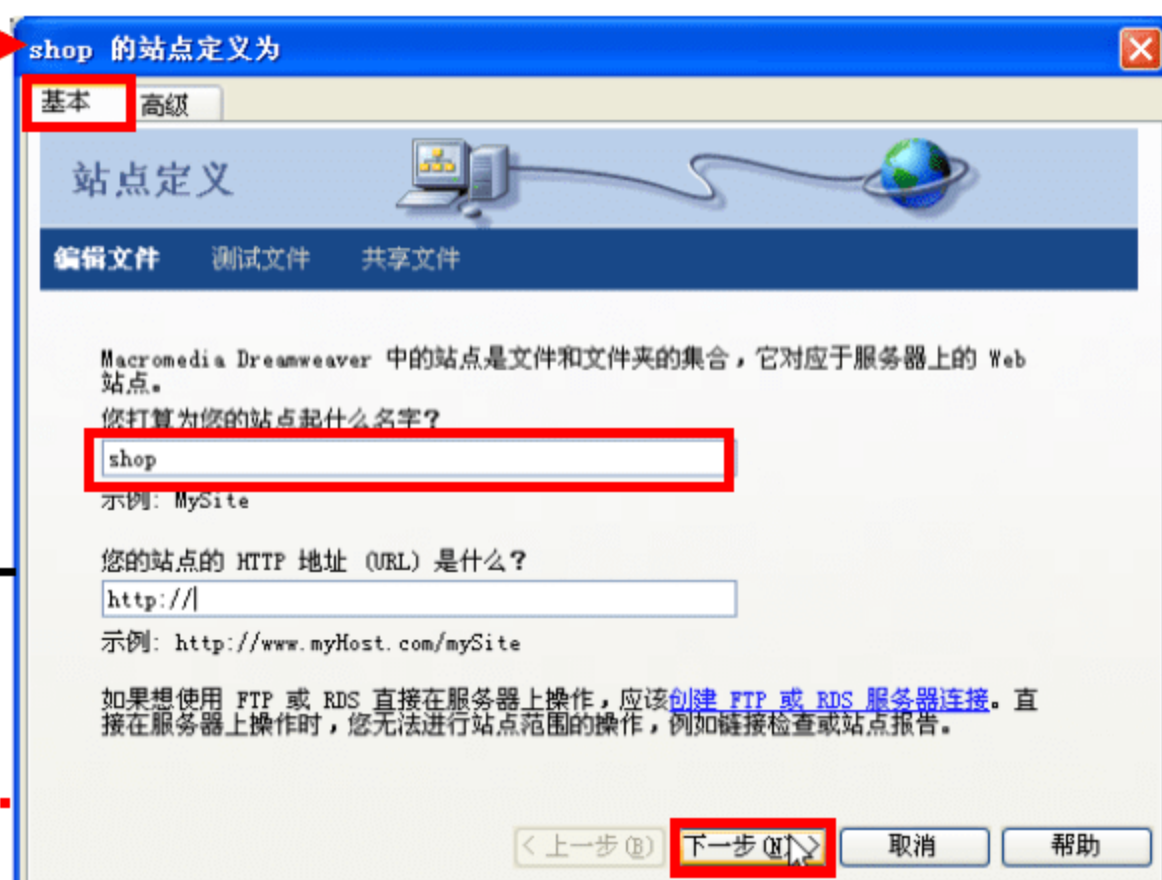 shop 的站点定义为
基本 高级
站点定义
编辑文件 测试文件 共享文件
Macromedia Dreamweaver 中的站点是文件和文件夹的集合，它对应于服务器上的 Web
站点。
您打算为您的站点起什么名字？
shop
示例: MySite
您的站点的 HTTP 地址 (URL) 是什么？
http://
示例: http://www.myHost.com/mySite
如果想使用 FTP 或 RDS 直接在服务器上操作，应该创建 FTP 或 RDS 服务器连接。直
接在服务器上操作时，您无法进行站点范围的操作，例如链接检查或站点报告。
< 上一步(B) 下一步(N) > 取消 帮助